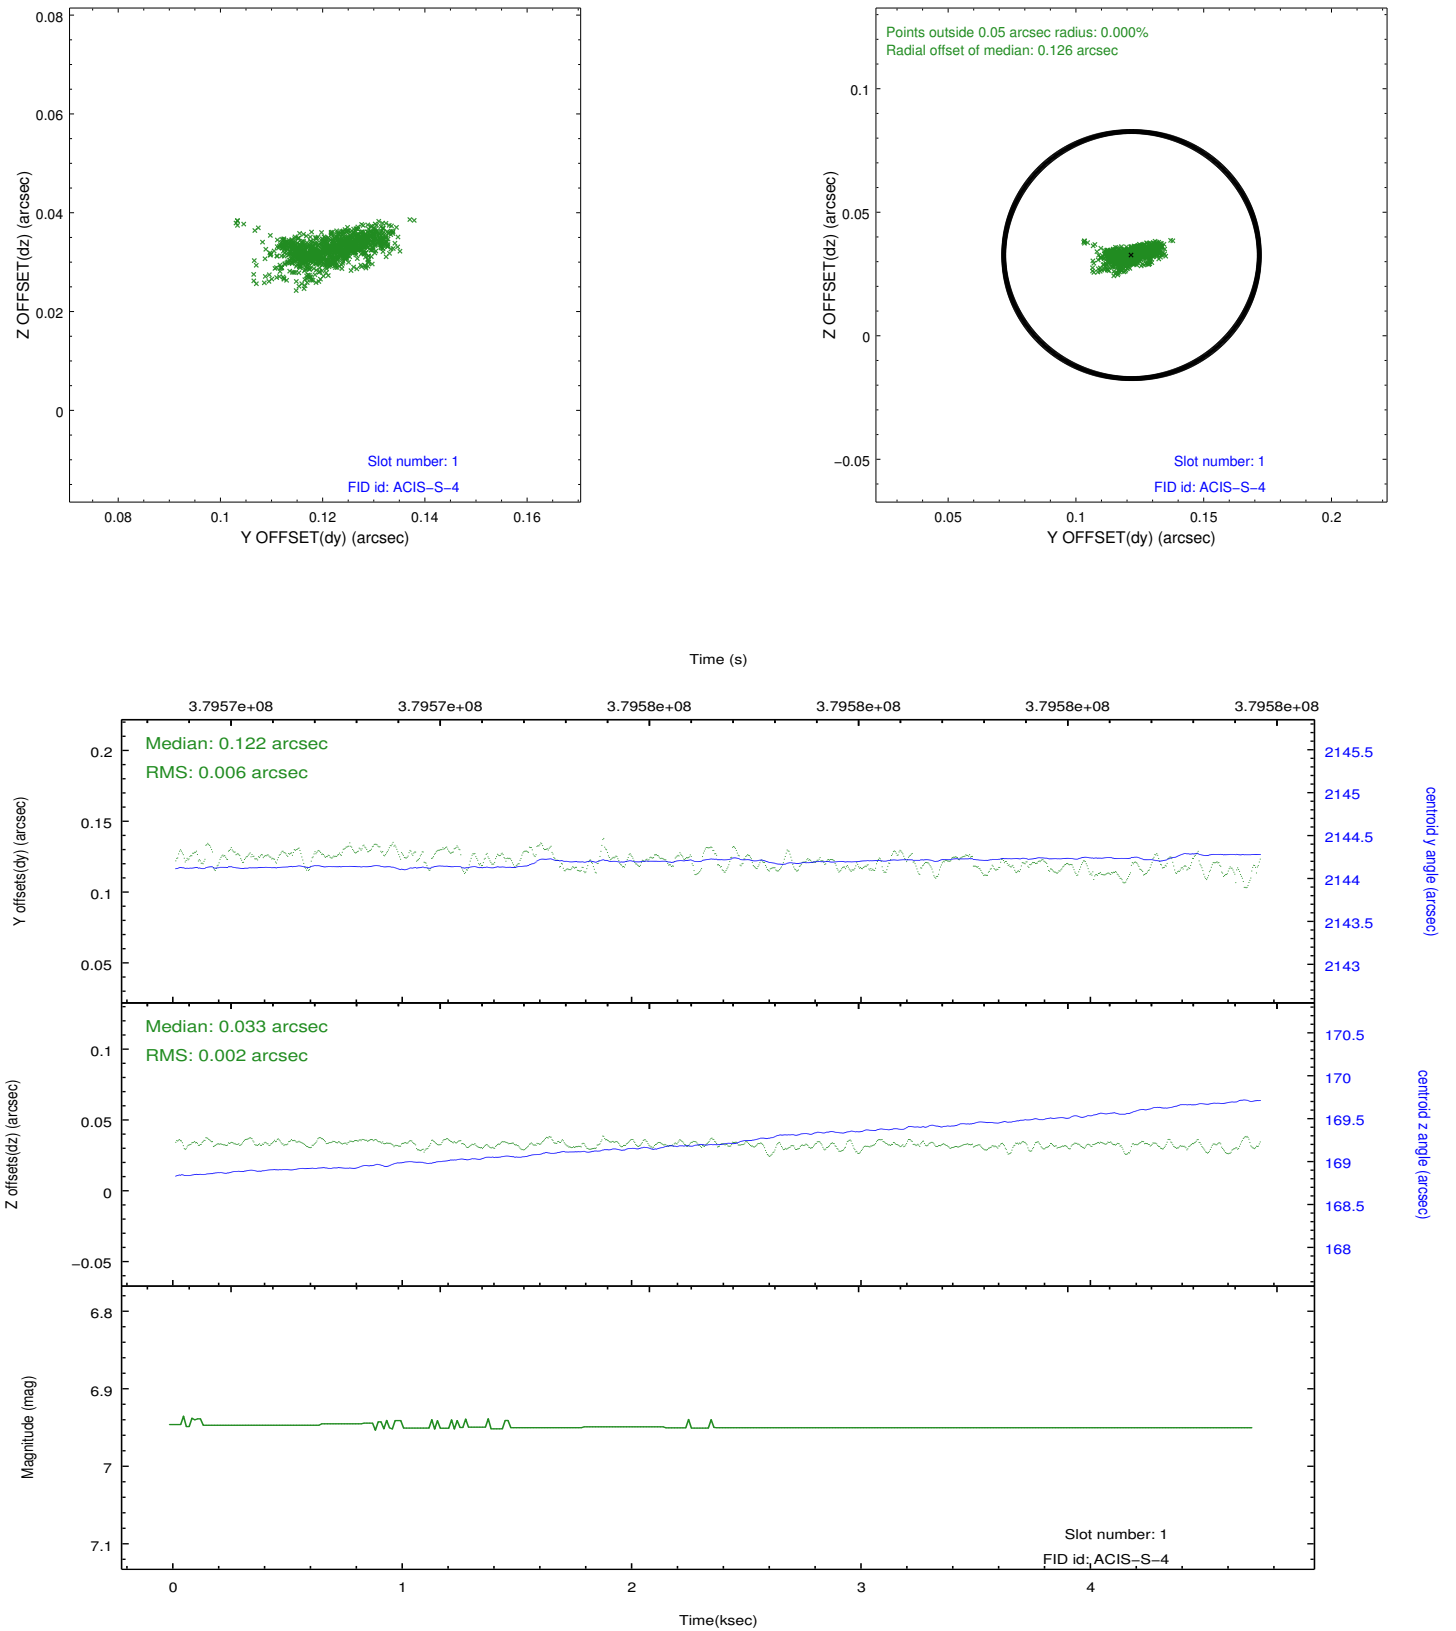 0.08
0.06
0.04
0.02
0
Z OFFSET(dz) (arcsec)
Slot number: 1
FID id: ACIS−S−4
0.08 0.1 0.12 0.14 0.16
Y OFFSET(dy) (arcsec)
Points outside 0.05 arcsec radius: 0.000%
Radial offset of median: 0.126 arcsec
0.1
0.05
0
−0.05
Z OFFSET(dz) (arcsec)
Slot number: 1
FID id: ACIS−S−4
0.05 0.1 0.15 0.2
Y OFFSET(dy) (arcsec)
Time (s)
3.7957e+08 3.7957e+08 3.7958e+08 3.7958e+08 3.7958e+08 3.7958e+08
Median: 0.122 arcsec
RMS: 0.006 arcsec
0.2
0.15
0.1
0.05
Y offsets(dy) (arcsec)
2145.5
2145
2144.5
2144
2143.5
2143
centroid y angle (arcsec)
Median: 0.033 arcsec
RMS: 0.002 arcsec
0.1
0.05
0
−0.05
Z offsets(dz) (arcsec)
170.5
170
169.5
169
168.5
168
centroid z angle (arcsec)
6.8
6.9
7
7.1
Magnitude (mag)
Slot number: 1
FID id: ACIS−S−4
0 1 2 3 4
Time(ksec)